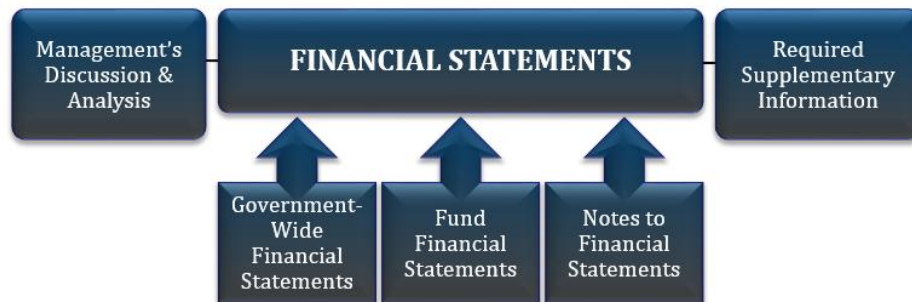 Management’s
Discussion &
Analysis
FINANCIAL STATEMENTS
Required
Supplementary
Information
Government-
Wide
Financial
Statements
Fund
Financial
Statements
Notes to
Financial
Statements